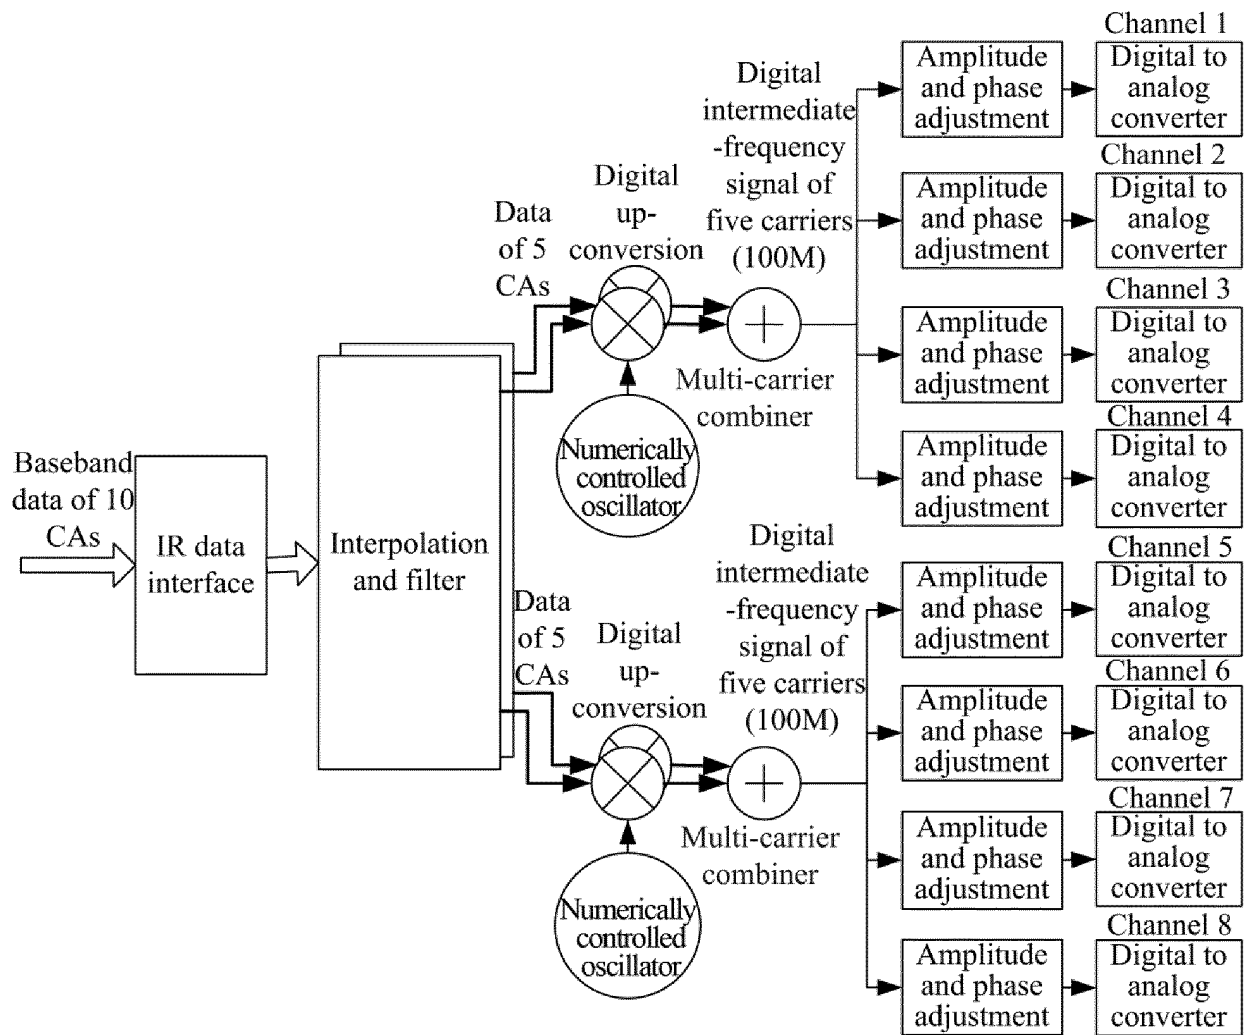 Baseband
data of 10
CAs
IR data
interface
Interpolation
and filter
Data
of 5
CAs
Digital
up-
conversion
Numerically
controlled
oscillator
Digital
intermediate
-frequency
signal of
five carriers
(100M)
Multi-carrier
combiner
Channel 1
Amplitude
and phase
adjustment
Digital to
analog
converter
Channel 2
Amplitude
and phase
adjustment
Digital to
analog
converter
Channel 3
Amplitude
and phase
adjustment
Digital to
analog
converter
Channel 4
Amplitude
and phase
adjustment
Digital to
analog
converter
Data
of 5
CAs
Digital
up-
conversion
Numerically
controlled
oscillator
Digital
intermediate
-frequency
signal of
five carriers
(100M)
Multi-carrier
combiner
Channel 5
Amplitude
and phase
adjustment
Digital to
analog
converter
Channel 6
Amplitude
and phase
adjustment
Digital to
analog
converter
Channel 7
Amplitude
and phase
adjustment
Digital to
analog
converter
Channel 8
Amplitude
and phase
adjustment
Digital to
analog
converter